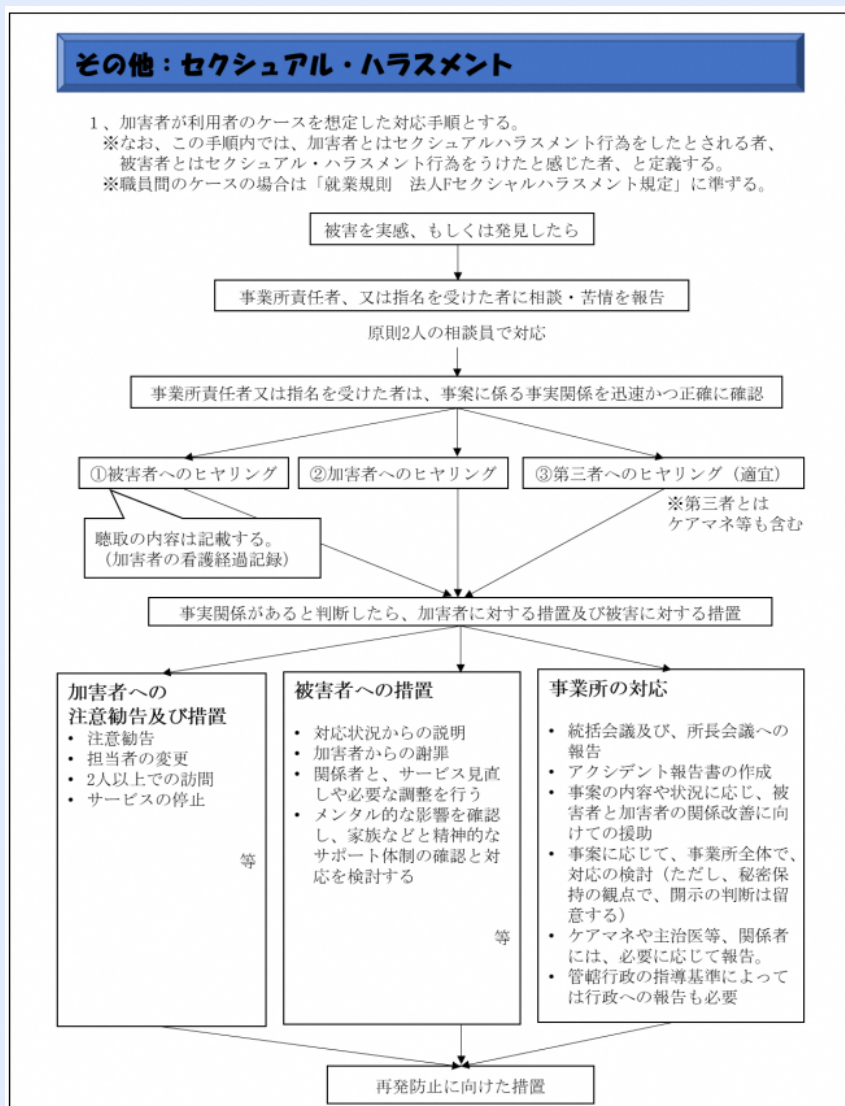 その他：セクシュアル・ハラスメント
1、加害者が利用者のケースを想定した対応手順とする。
※なお、この手順内では、加害者とはセクシュアルハラスメント行為をしたとされる者、
被害者とはセクシュアル・ハラスメント行為をうけたと感じた者、と定義する。
※職員間のケースの場合は「就業規則　法人Fセクシャルハラスメント規定」に準ずる。
被害を実感、もしくは発見したら
事業所責任者、又は指名を受けた者に相談・苦情を報告
原則2人の相談員で対応
事業所責任者又は指名を受けた者は、事案に係る事実関係を迅速かつ正確に確認
①被害者へのヒヤリング
②加害者へのヒヤリング
③第三者へのヒヤリング（適宜）
※第三者とは
ケアマネ等も含む
聴取の内容は記載する。
（加害者の看護経過記録）
事実関係があると判断したら、加害者に対する措置及び被害に対する措置
加害者への
注意勧告及び措置
• 注意勧告
• 担当者の変更
• 2人以上での訪問
• サービスの停止
等
被害者への措置
• 対応状況からの説明
• 加害者からの謝罪
• 関係者と、サービス見直
しや必要な調整を行う
• メンタル的な影響を確認
し、家族などと精神的な
サポート体制の確認と対
応を検討する
等
事業所の対応
• 統括会議及び、所長会議への
報告
• アクシデント報告書の作成
• 事案の内容や状況に応じ、被
害者と加害者の関係改善に向
けての援助
• 事案に応じて、事業所全体で、
対応の検討（ただし、秘密保
持の観点で、開示の判断は留
意する）
• ケアマネや主治医等、関係者
には、必要に応じて報告。
• 管轄行政の指導基準によって
は行政への報告も必要
再発防止に向けた措置